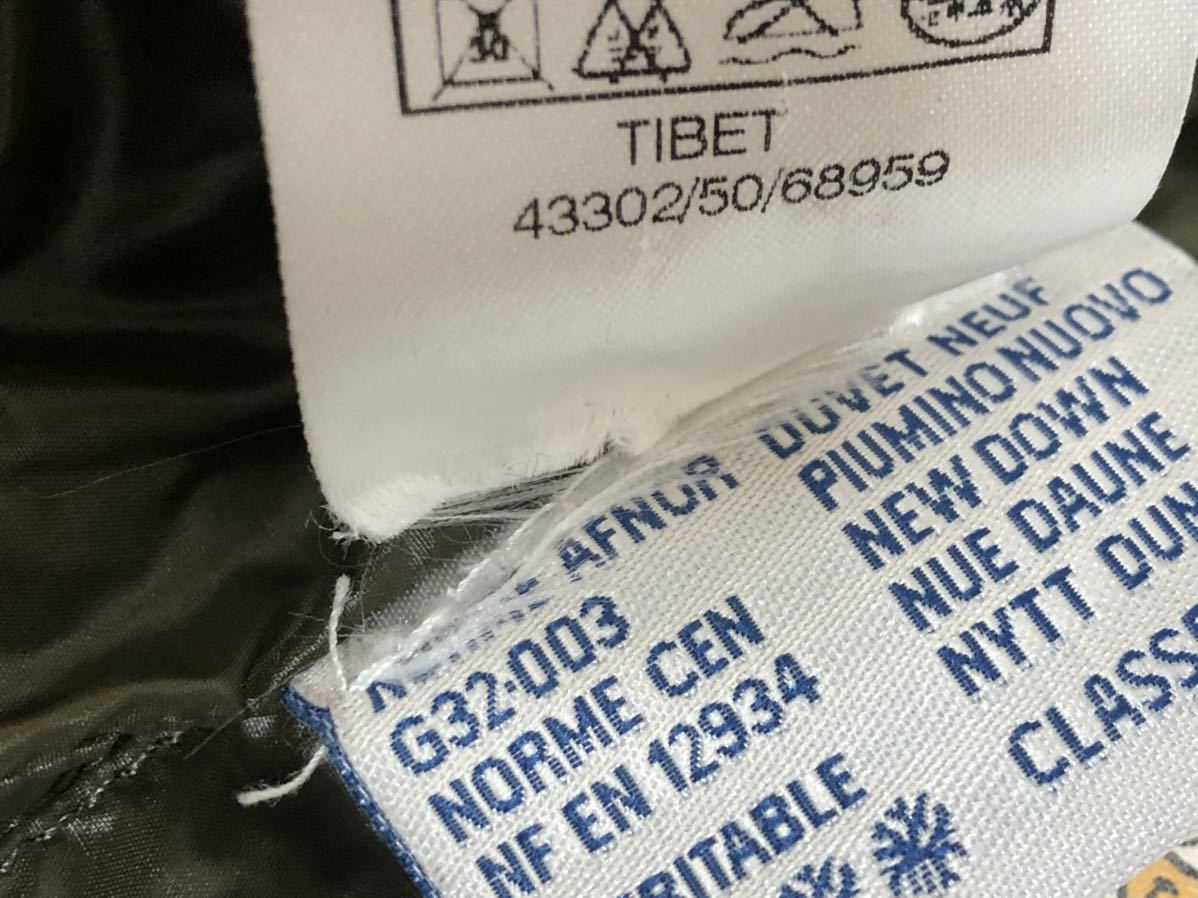 30
TIBET
43302/50/68959
AFNOR
G32-003
NORME CEN
NF EN 12934
DUVET NEUF
PIUMINO NUOVO
NEW DOWN
NUE DAUNE
NYTT DUN